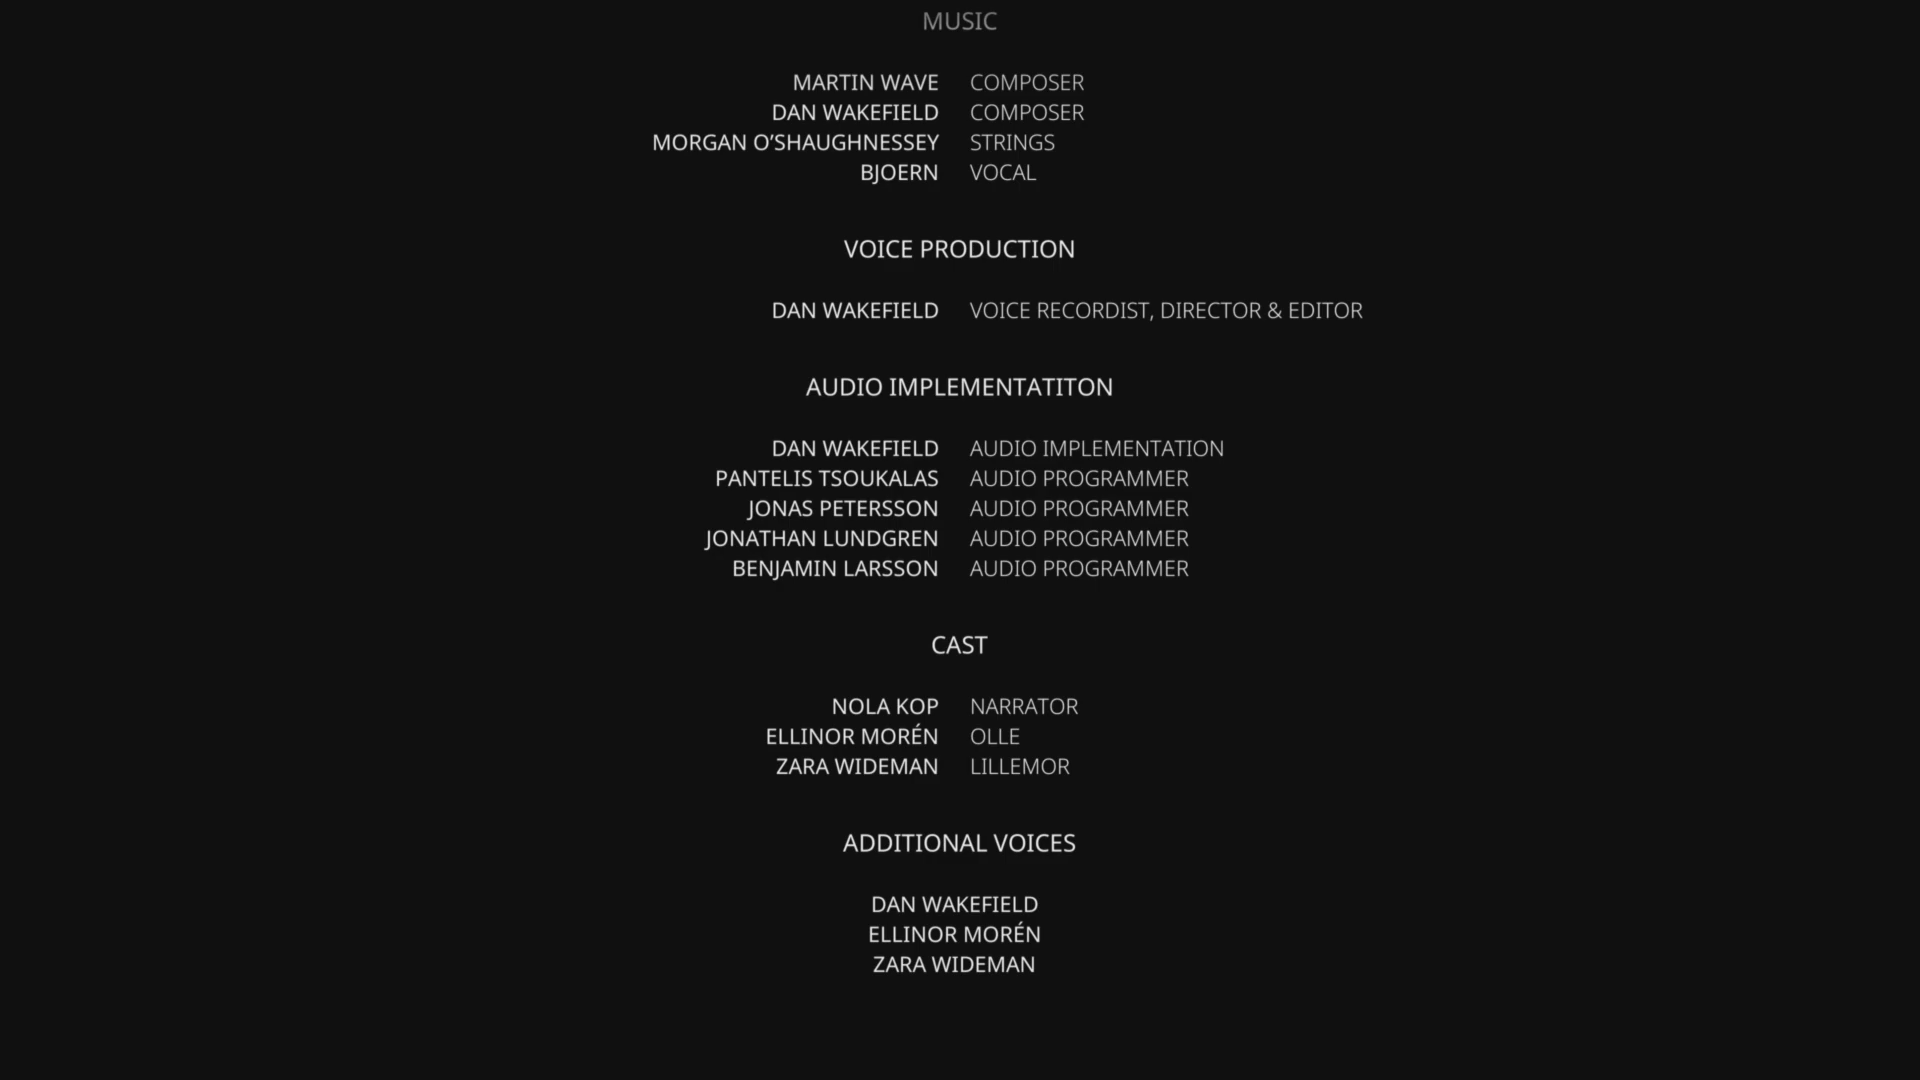 MUSIC
MARTIN WAVE COMPOSER
DAN WAKEFIELD COMPOSER
MORGAN O’SHAUGHNESSEY STRINGS
BJOERN VOCAL
VOICE PRODUCTION
DAN WAKEFIELD VOICE RECORDIST, DIRECTOR & EDITOR
AUDIO IMPLEMENTATITON
DAN WAKEFIELD AUDIO IMPLEMENTATION
PANTELIS TSOUKALAS AUDIO PROGRAMMER
JONAS PETERSSON AUDIO PROGRAMMER
JONATHAN LUNDGREN AUDIO PROGRAMMER
BENJAMIN LARSSON AUDIO PROGRAMMER
CAST
NOLA KOP NARRATOR
ELLINOR MORÉN OLLE
ZARA WIDEMAN LILLEMOR
ADDITIONAL VOICES
DAN WAKEFIELD
ELLINOR MORÉN
ZARA WIDEMAN